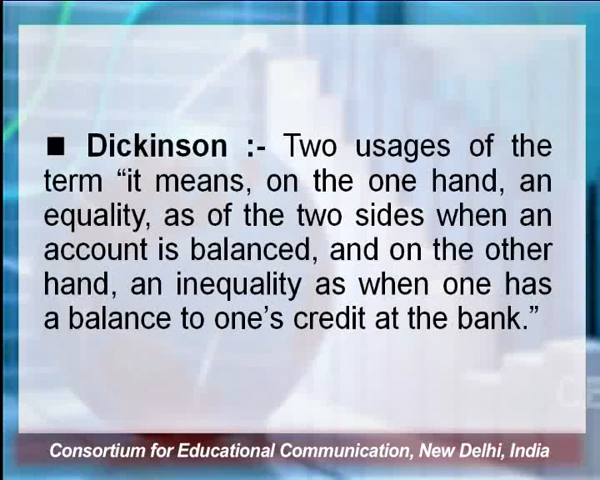 ■ Dickinson :- Two usages of the
term “it means, on the one hand, an
equality, as of the two sides when an
account is balanced, and on the other
hand, an inequality as when one has
a balance to one’s credit at the bank.”
Consortium for Educational Communication, New Delhi, India